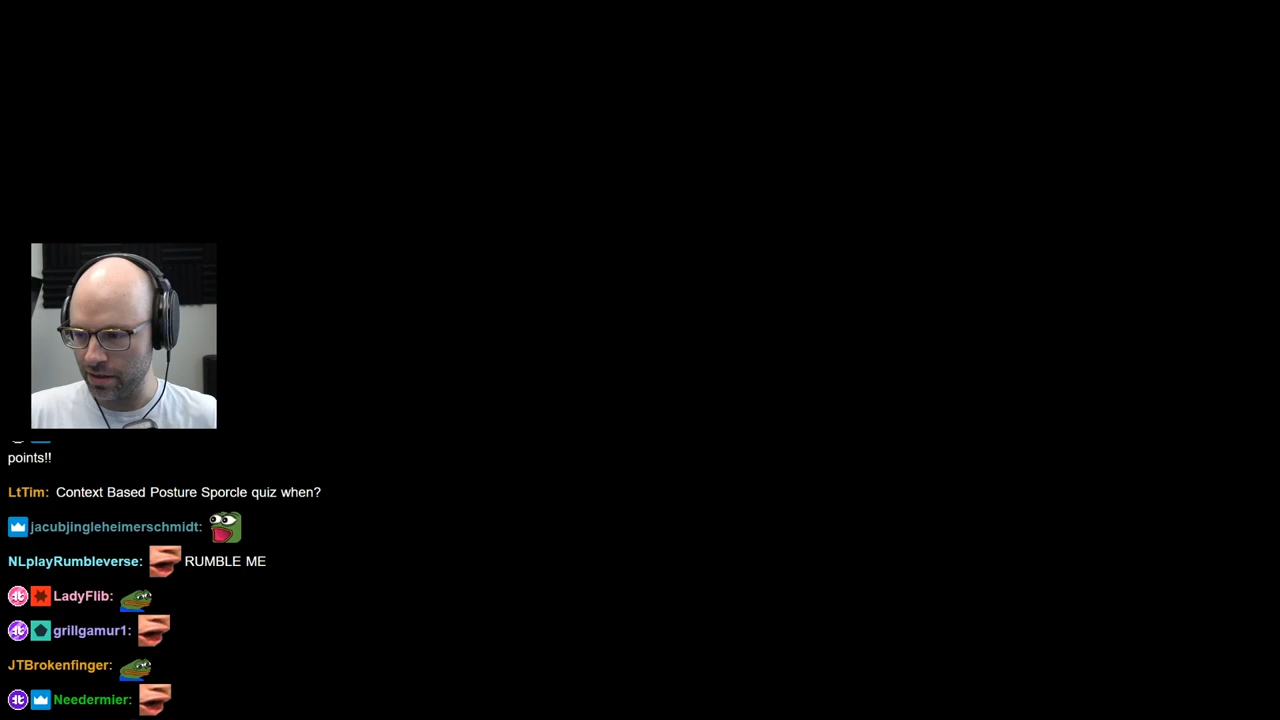 points!!
LtTim: Context Based Posture Sporcle quiz when?
jacubjingleheimerschmidt:
NLplayRumbleverse: RUMBLE ME
LadyFlib:
grillgamur1:
JTBrokenfinger:
Needermier: